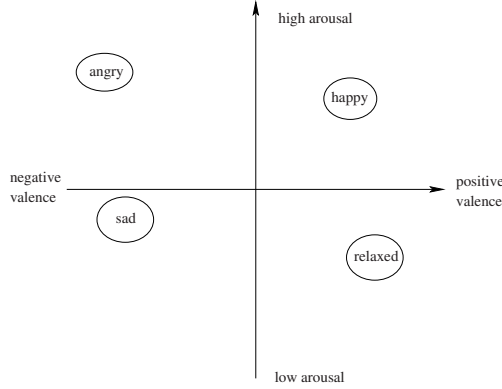 high arousal
angry
happy
negative
valence
positive
valence
sad
relaxed
low arousal